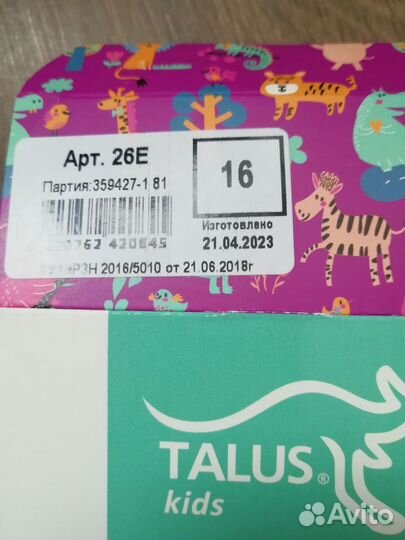 Арт. 26Е
16
Партия:359427-1 81
Изготовлено
21.04.2023
2016/5010 от 21.06.2018г
TALUS®
kids
Avito